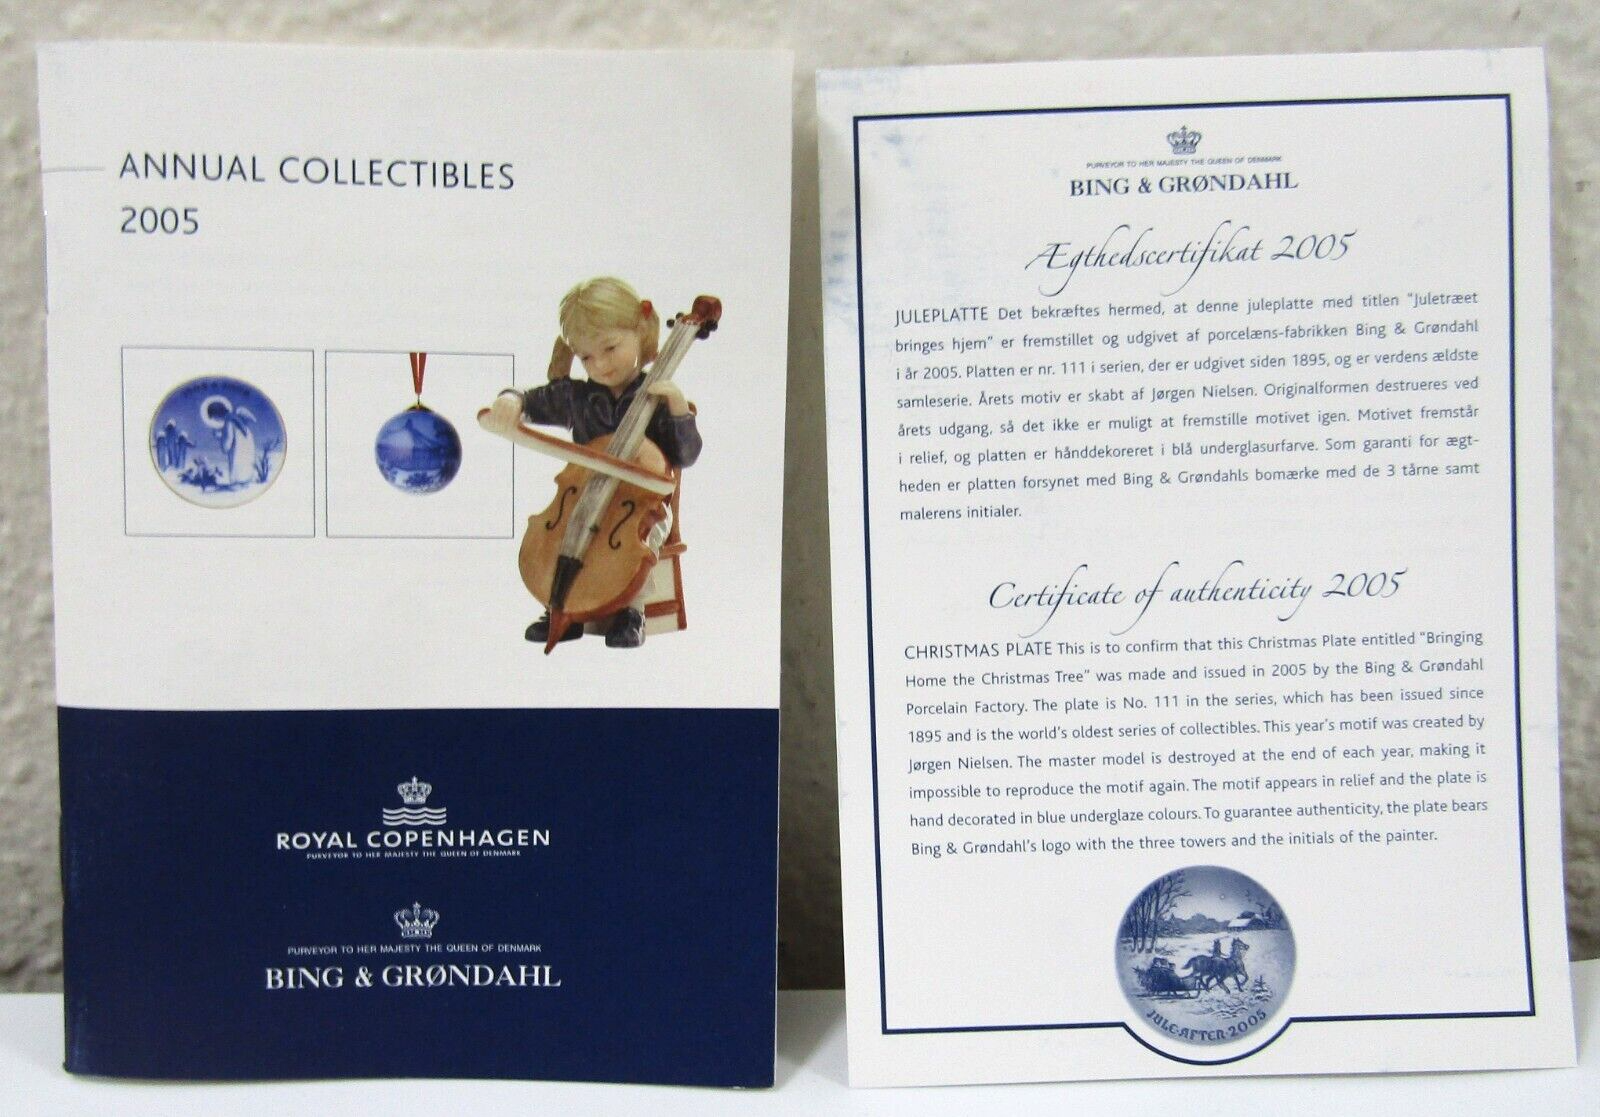 ANNUAL COLLECTIBLES
2005
ROYAL COPENHAGEN
PURVEYOR TO HER MAJESTY THE QUEEN OF DENMARK
PURVEYOR TO HER MAJESTY THE QUEEN OF DENMARK
BING & GRØNDAHL
PURVEYOR TO HER MAJESTY THE QUEEN OF DENMARK
BING & GRØNDAHL
Ægthedscertifikat 2005
JULEPLATTE Det bekræftes hermed, at denne juleplatte med titlen "Juletræet
bringes hjem" er fremstillet og udgivet af porcelæns-fabrikken Bing & Grøndahl
i år 2005. Platten er nr. 111 i serien, der er udgivet siden 1895, og er verdens ældste
samleserie. Årets motiv er skabt af Jørgen Nielsen. Originalformen destrueres ved
årets udgang, så det ikke er muligt at fremstille motivet igen. Motivet fremstår
i relief, og platten er hånddekoreret i blå underglasurfarve. Som garanti for ægt-
heden er platten forsynet med Bing & Grøndahls bomærke med de 3 tårne samt
malerens initialer.
Certificate of authenticity 2005
CHRISTMAS PLATE This is to confirm that this Christmas Plate entitled "Bringing
Home the Christmas Tree" was made and issued in 2005 by the Bing & Grøndahl
Porcelain Factory. The plate is No. 111 in the series, which has been issued since
1895 and is the world's oldest series of collectibles. This year's motif was created by
Jørgen Nielsen. The master model is destroyed at the end of each year, making it
impossible to reproduce the motif again. The motif appears in relief and the plate is
hand decorated in blue underglaze colours. To guarantee authenticity, the plate bears
Bing & Grøndahl's logo with the three towers and the initials of the painter.
JULE·AFTER·2005